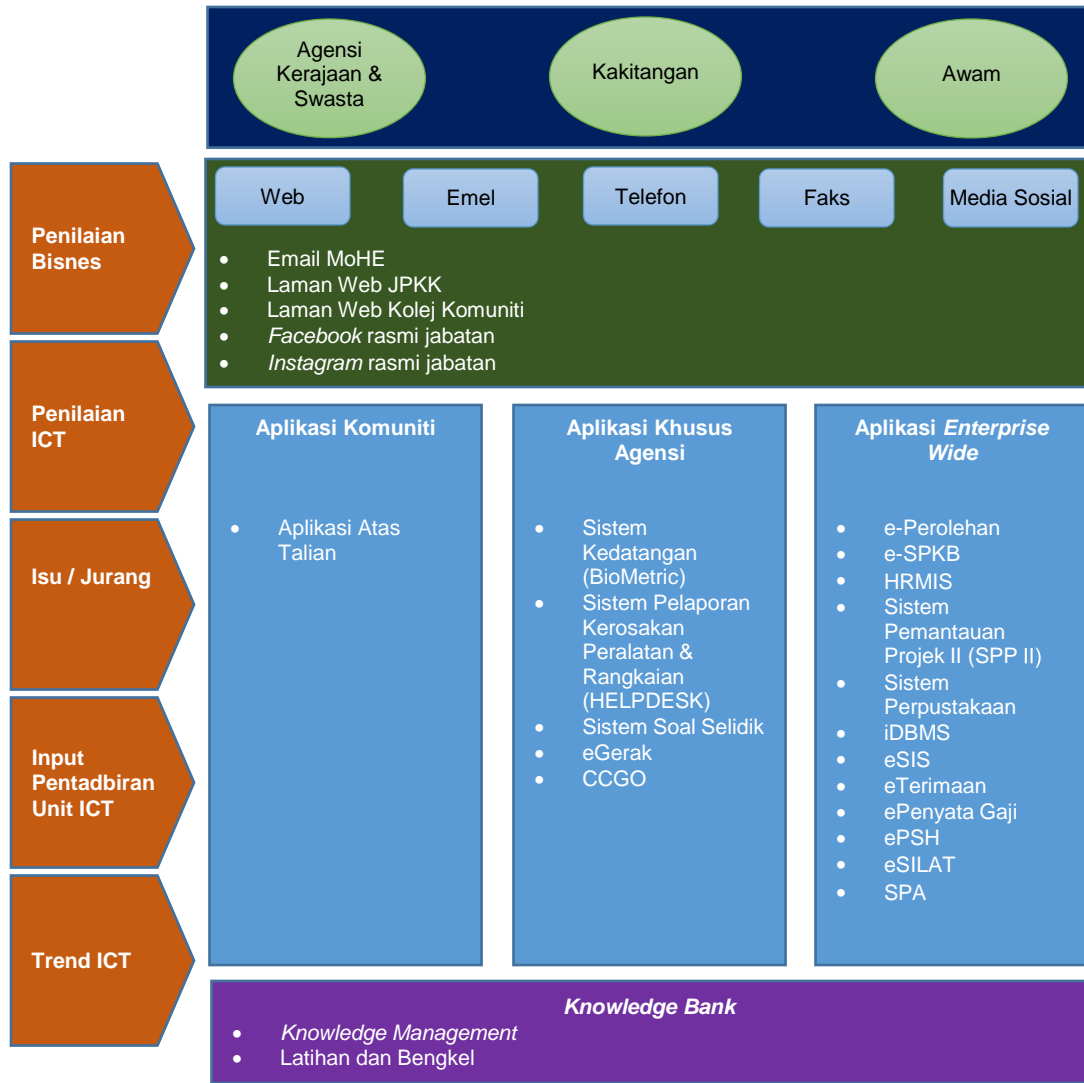 Agensi
Kerajaan &
Swasta
Kakitangan
Awam
Penilaian
Bisnes
Penilaian
ICT
Isu / Jurang
Input
Pentadbiran
Unit ICT
Trend ICT
Web
Emel
Telefon
Faks
Media Sosial
• Email MoHE
• Laman Web JPKK
• Laman Web Kolej Komuniti
• Facebook rasmi jabatan
• Instagram rasmi jabatan
Aplikasi Komuniti
• Aplikasi Atas
Talian
Aplikasi Khusus
Agensi
• Sistem
Kedatangan
(BioMetric)
• Sistem Pelaporan
Kerosakan
Peralatan &
Rangkaian
(HELPDESK)
• Sistem Soal Selidik
• eGerak
• CCGO
Aplikasi Enterprise
Wide
• e-Perolehan
• e-SPKB
• HRMIS
• Sistem
Pemantauan
Projek II (SPP II)
• Sistem
Perpustakaan
• iDBMS
• eSIS
• eTerimaan
• ePenyata Gaji
• ePSH
• eSILAT
• SPA
Knowledge Bank
• Knowledge Management
• Latihan dan Bengkel